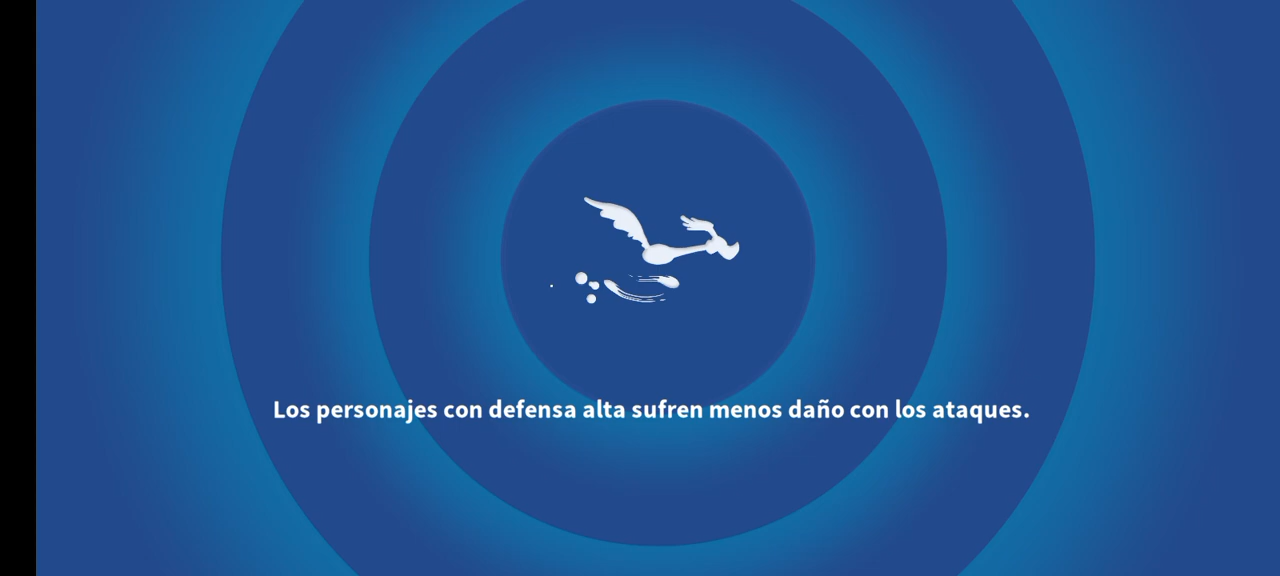 Los personajes con defensa alta sufren menos daño con los ataques.